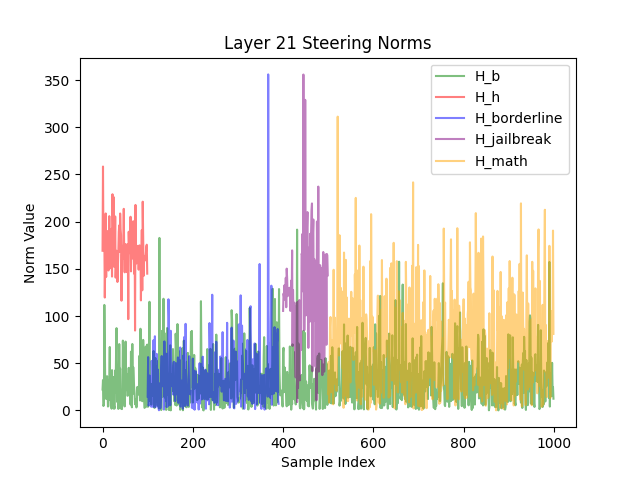 Layer 21 Steering Norms
H_b
H_h
H_borderline
H_jailbreak
H_math
Norm Value
350
300
250
200
150
100
50
0
0
200
400
600
800
1000
Sample Index